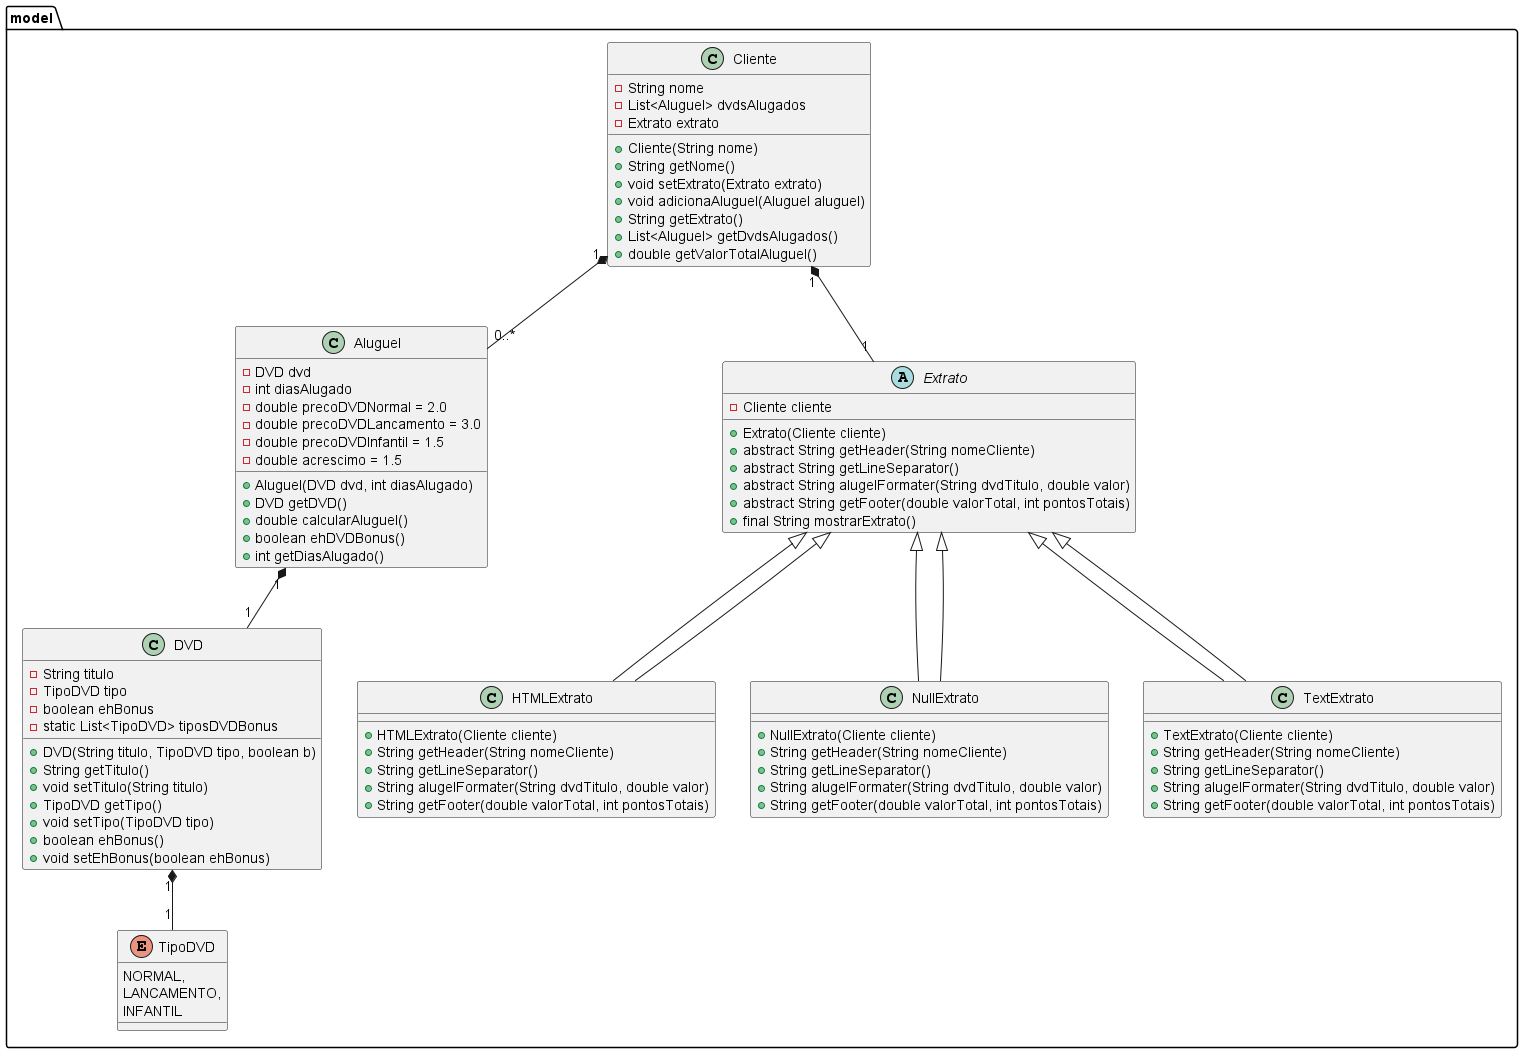 model
C Cliente
String nome
List<Aluguel> dvdsAlugados
Extrato extrato
Cliente(String nome)
String getNome()
void setExtrato(Extrato extrato)
void adicionaAluguel(Aluguel aluguel)
String getExtrato()
List<Aluguel> getDvdsAlugados()
double getValorTotalAluguel()
1
1
0..*
1
C Aluguel
DVD dvd
int diasAlugado
double precoDVDNormal = 2.0
double precoDVDLancamento = 3.0
double precoDVDInfantil = 1.5
double acrescimo = 1.5
Aluguel(DVD dvd, int diasAlugado)
DVD getDVD()
double calcularAluguel()
boolean ehDVDBonus()
int getDiasAlugado()
A Extrato
Cliente cliente
Extrato(Cliente cliente)
abstract String getHeader(String nomeCliente)
abstract String getLineSeparator()
abstract String alugelFormater(String dvdTitulo, double valor)
abstract String getFooter(double valorTotal, int pontosTotais)
final String mostrarExtrato()
1
1
C DVD
String titulo
TipoDVD tipo
boolean ehBonus
static List<TipoDVD> tiposDVDBonus
DVD(String titulo, TipoDVD tipo, boolean b)
String getTitulo()
void setTitulo(String titulo)
TipoDVD getTipo()
void setTipo(TipoDVD tipo)
boolean ehBonus()
void setEhBonus(boolean ehBonus)
C HTMLExtrato
HTMLExtrato(Cliente cliente)
String getHeader(String nomeCliente)
String getLineSeparator()
String alugelFormater(String dvdTitulo, double valor)
String getFooter(double valorTotal, int pontosTotais)
C NullExtrato
NullExtrato(Cliente cliente)
String getHeader(String nomeCliente)
String getLineSeparator()
String alugelFormater(String dvdTitulo, double valor)
String getFooter(double valorTotal, int pontosTotais)
C TextExtrato
TextExtrato(Cliente cliente)
String getHeader(String nomeCliente)
String getLineSeparator()
String alugelFormater(String dvdTitulo, double valor)
String getFooter(double valorTotal, int pontosTotais)
1
1
E TipoDVD
NORMAL,
LANCAMENTO,
INFANTIL